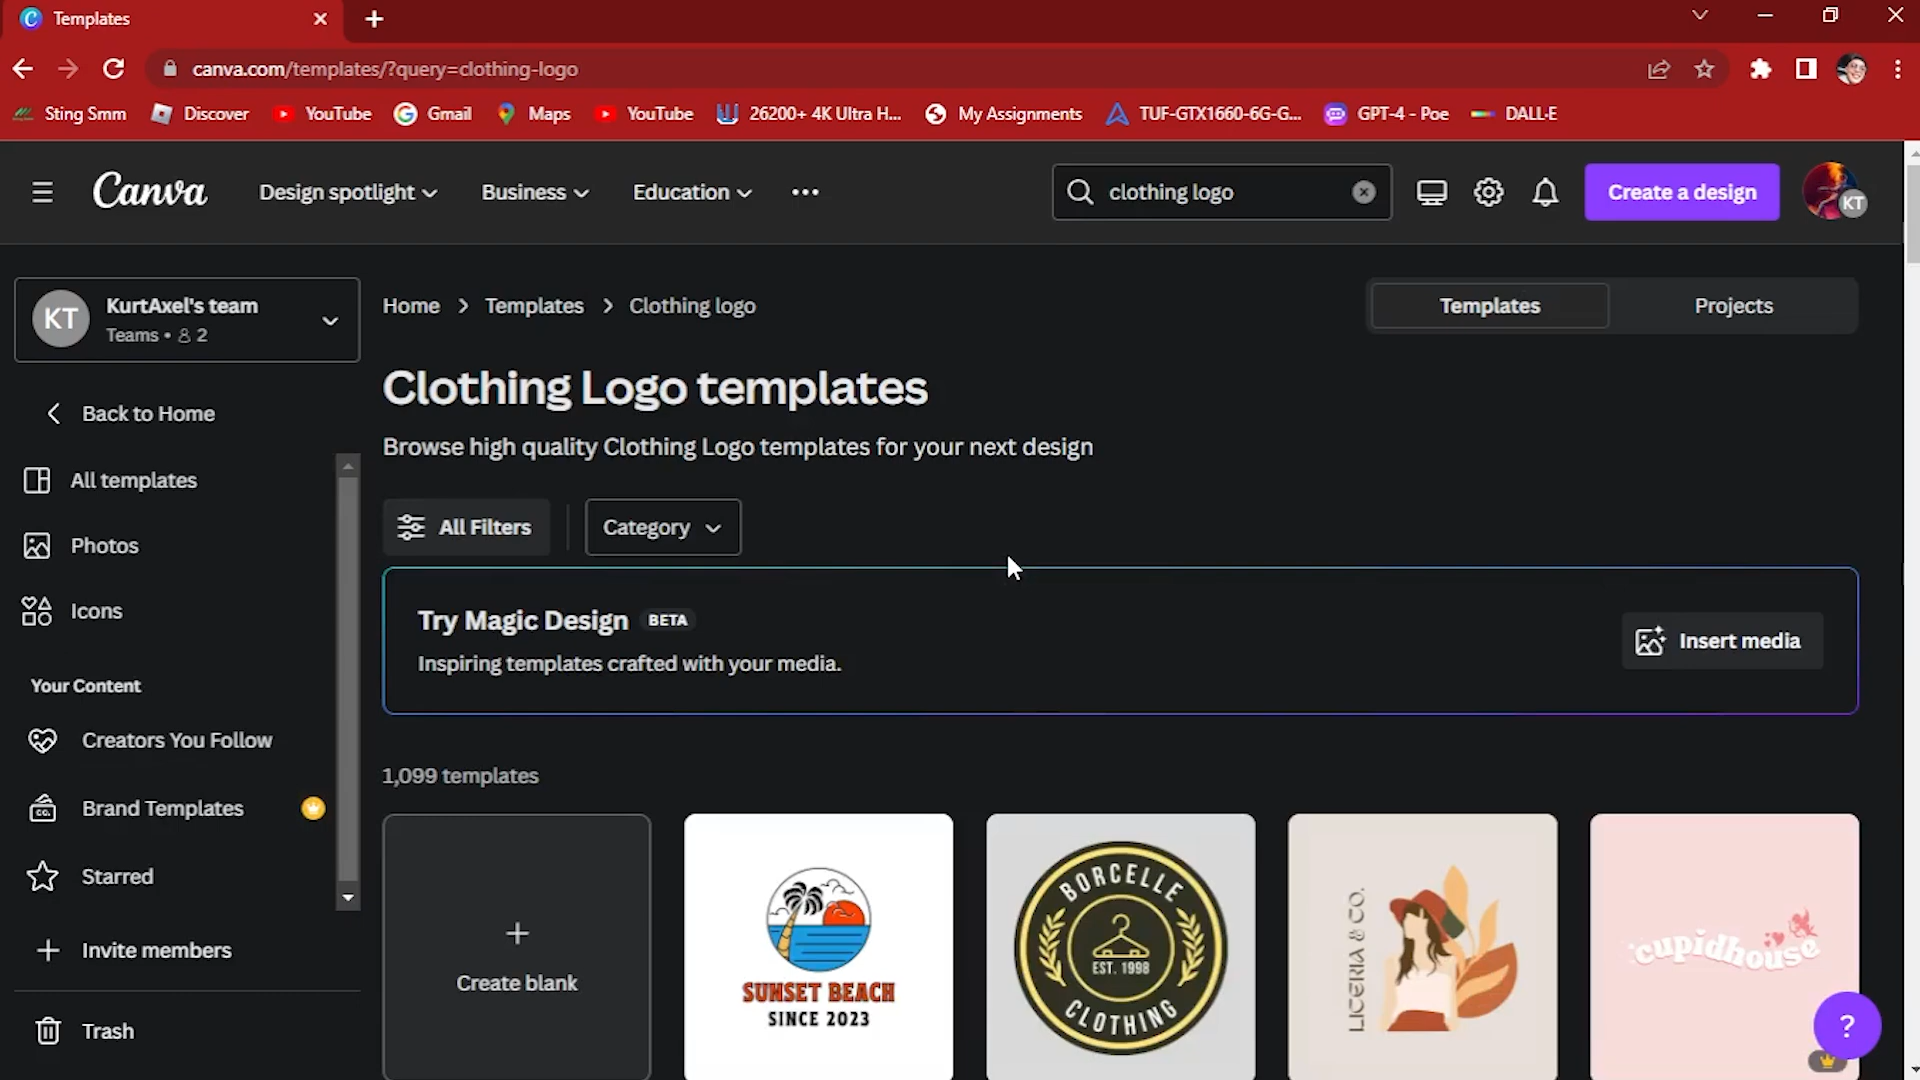 Templates
canva.com/templates/?query=clothing-logo
Sting Smm
Discover
YouTube
Gmail
Maps
YouTube
26200+ 4K Ultra H...
My Assignments
TUF-GTX1660-6G-G...
GPT-4 - Poe
DALL·E
Canva
Design spotlight
Business
Education
clothing logo
Create a design
KT
KT
KurtAxel's team
Teams • 2
Home > Templates > Clothing logo
Templates
Projects
Back to Home
All templates
Photos
Icons
Your Content
Creators You Follow
Brand Templates
Starred
Invite members
Trash
Clothing Logo templates
Browse high quality Clothing Logo templates for your next design
All Filters
Category
Try Magic Design BETA
Inspiring templates crafted with your media.
Insert media
1,099 templates
+
Create blank
SUNSET BEACH
SINCE 2023
BORCELLE
EST. 1998
CLOTHING
LICERIA & CO.
cupidhouse
?